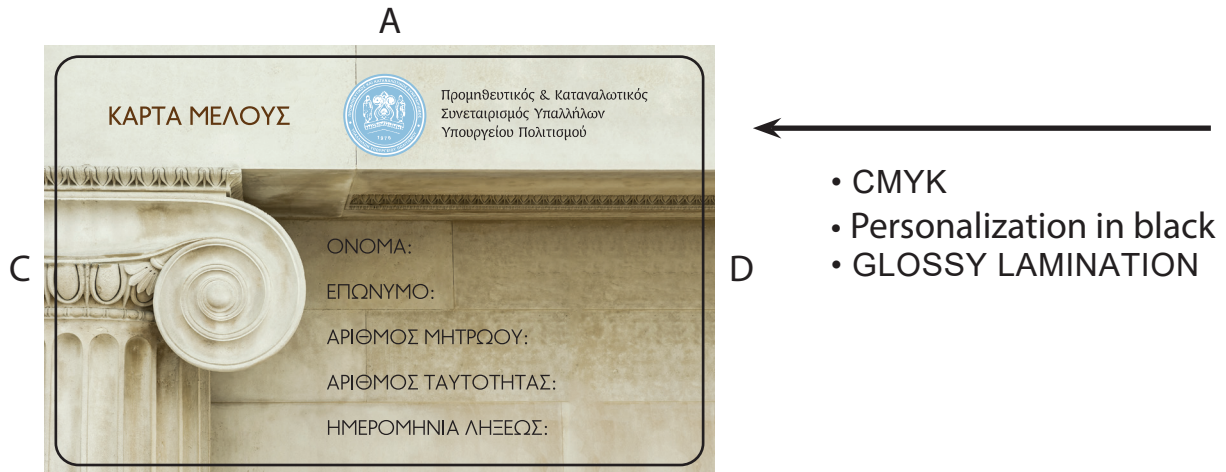 A
ΚΑΡΤΑ ΜΕΛΟΥΣ
Προμηθευτικός & Καταναλωτικός
Συνεταιρισμός Υπαλλήλων
Υπουργείου Πολιτισμού
1976
C
D
ΟΝΟΜΑ:
ΕΠΩΝΥΜΟ:
ΑΡΙΘΜΟΣ ΜΗΤΡΩΟΥ:
ΑΡΙΘΜΟΣ ΤΑΥΤΟΤΗΤΑΣ:
ΗΜΕΡΟΜΗΝΙΑ ΛΗΞΕΩΣ:
• CMYK
• Personalization in black
• GLOSSY LAMINATION